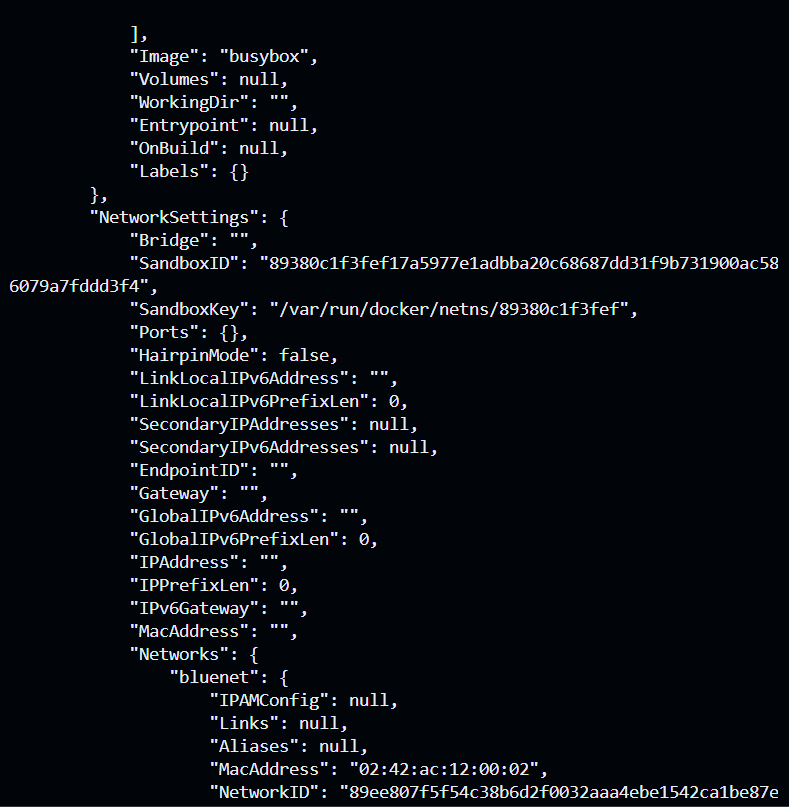 ],
"Image": "busybox",
"Volumes": null,
"WorkingDir": "",
"Entrypoint": null,
"OnBuild": null,
"Labels": {}
},
"NetworkSettings": {
"Bridge": "",
"SandboxID": "89380c1f3fef17a5977e1adbba20c68687dd31f9b731900ac58
6079a7fddd3f4",
"SandboxKey": "/var/run/docker/netns/89380c1f3fef",
"Ports": {},
"HairpinMode": false,
"LinkLocalIPv6Address": "",
"LinkLocalIPv6PrefixLen": 0,
"SecondaryIPAddresses": null,
"SecondaryIPv6Addresses": null,
"EndpointID": "",
"Gateway": "",
"GlobalIPv6Address": "",
"GlobalIPv6PrefixLen": 0,
"IPAddress": "",
"IPPrefixLen": 0,
"IPv6Gateway": "",
"MacAddress": "",
"Networks": {
"bluenet": {
"IPAMConfig": null,
"Links": null,
"Aliases": null,
"MacAddress": "02:42:ac:12:00:02",
"NetworkID": "89ee807f5f54c38b6d2f0032aaa4ebe1542ca1be87e